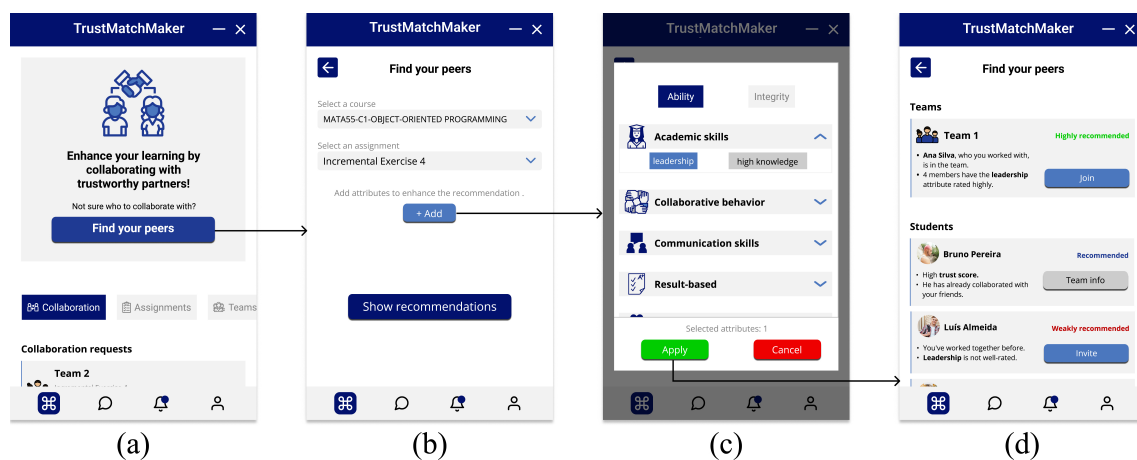 TrustMatchMaker
Enhance your learning by
collaborating with
trustworthy partners!
Not sure who to collaborate with?
Find your peers
Collaboration
Assignments
Teams
Collaboration requests
Team 2
(a)
TrustMatchMaker
Find your peers
Select a course
MATA55-C1-OBJECT-ORIENTED PROGRAMMING
Select an assignment
Incremental Exercise 4
Add attributes to enhance the recommendation .
+ Add
Show recommendations
(b)
TrustMatchMaker
Ability
Integrity
Academic skills
leadership
high knowledge
Collaborative behavior
Communication skills
Result-based
Selected attributes: 1
Apply
Cancel
(c)
TrustMatchMaker
Find your peers
Teams
Team 1
Highly recommended
• Ana Silva, who you worked with,
is in the team.
• 4 members have the leadership
attribute rated highly.
Join
Students
Bruno Pereira
Recommended
• High trust score.
• He has already collaborated with
your friends.
Team info
Luís Almeida
Weakly recommended
• You've worked together before.
• Leadership is not well-rated.
Invite
(d)